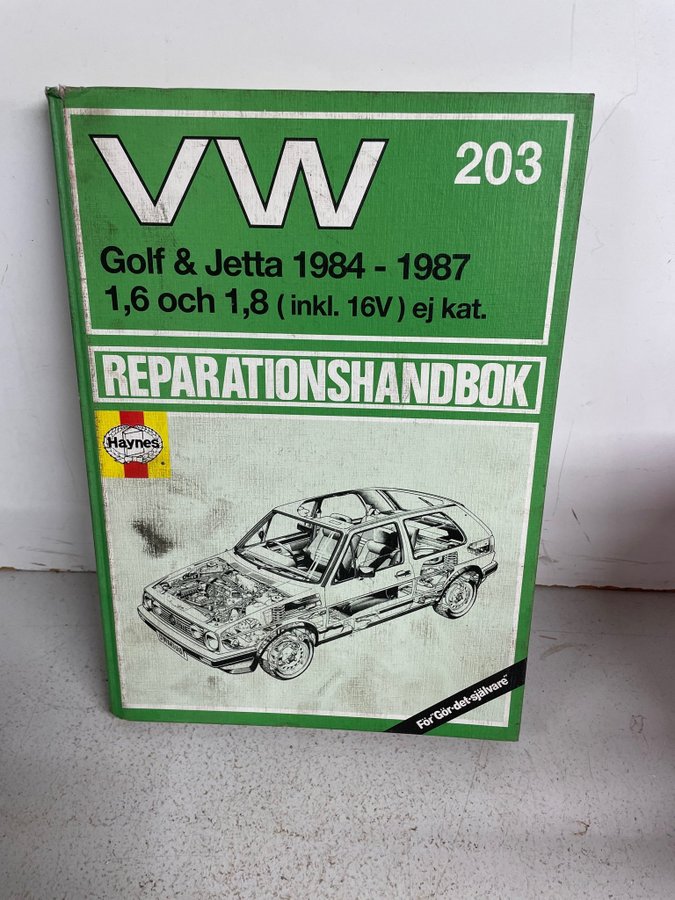 VW
203
Golf & Jetta 1984 - 1987
1,6 och 1,8 ( inkl. 16V ) ej kat.
REPARATIONSHANDBOK
Haynes
För "Gör-det-självare"